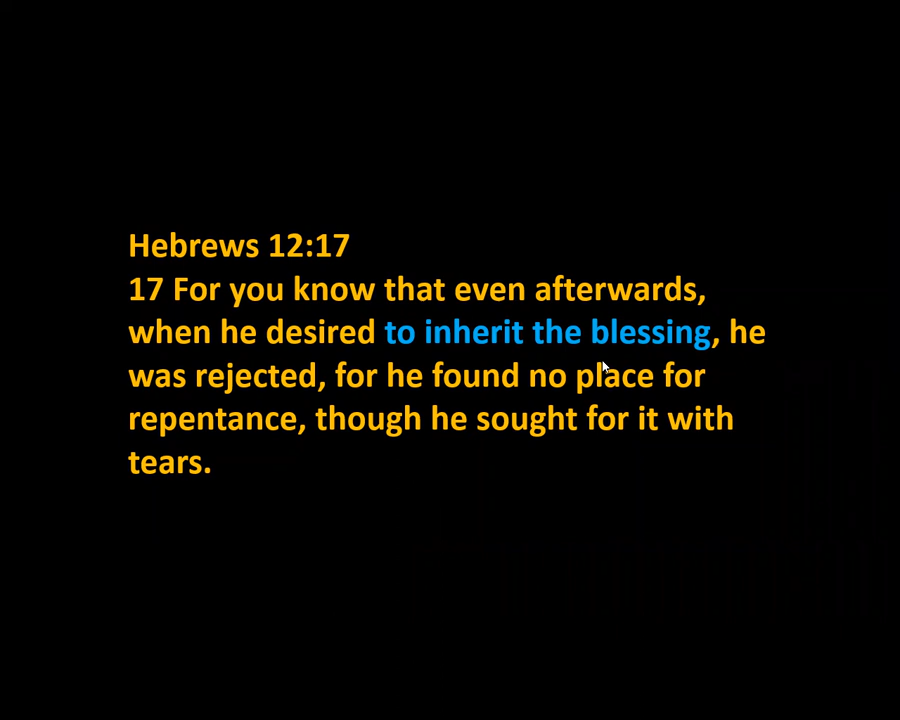 Hebrews 12:17
17 For you know that even afterwards,
when he desired to inherit the blessing, he
was rejected, for he found no place for
repentance, though he sought for it with
tears.